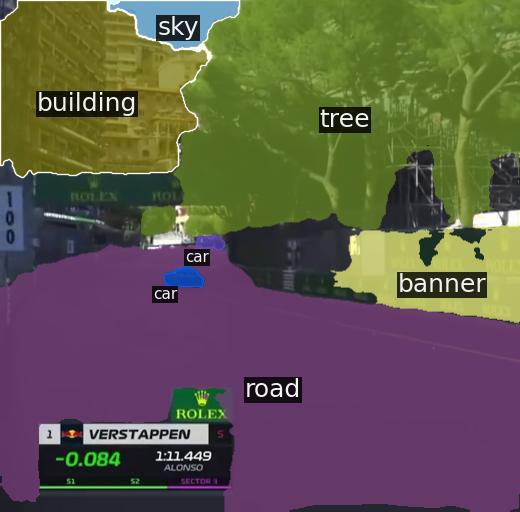 sky
building
tree
100
ROLEX
ROL
car
car
banner
road
ROLEX
1 VERSTAPPEN S
-0.084 1:11.449
ALONSO
S1 S2 SECTOR 3